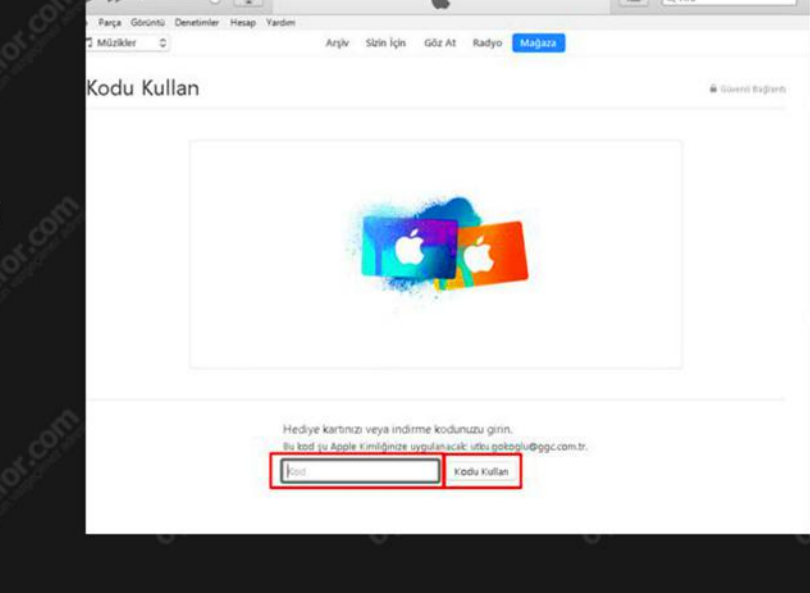 Parça Görüntü Denetimler Hesap Yardım
Müzikler
Arşiv Sizin İçin Göz At Radyo Mağaza
Kodu Kullan
Güvenli Bağlantı
Hediye kartınızı veya indirme kodunuzu girin.
Bu kod şu Apple Kimliğinize uygulanacak: utku.gokoglu@ggc.com.tr.
Kod
Kodu Kullan